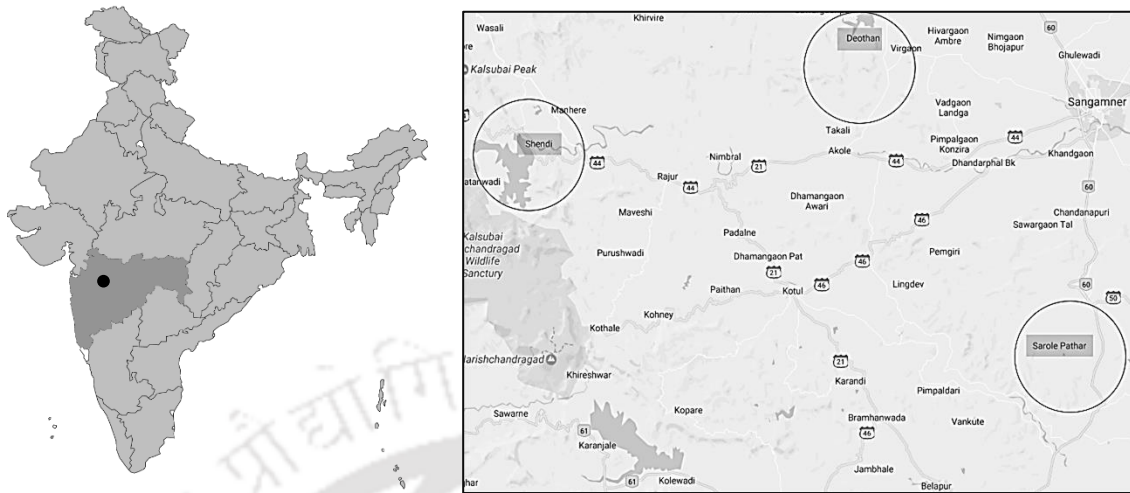 Wasali
Khirvire
Deothan
Virgaon
Hivargaon
Ambre
Nimgaon
Bhojapur
60
Ghulewadi
Kalsubai Peak
Manhere
Vadgaon
Landga
Sangamner
Shendi
Takali
Pimpalgaon
Konzira
44
44
Nimbral
Akole
44
Dhandarphal Bk
Khandgaon
atanwadi
Rajur
21
44
60
Maveshi
Dhamangaon
Awari
Chandanapuri
46
Sawargaon Tal
Kalsubai
Wildlife
Sanctury
Padalne
Purushwadi
Dhamangaon Pat
Pemgiri
46
21
Paithan
Kotul
46
Lingdev
60
50
Kohney
Kothale
Sarole Pathar
arishchandragad
21
Khireshwar
Karandi
Pimpaldari
Kopare
Sawarne
Bramhanwada
Vankute
61
46
Karanjale
Jambhale
61
Kolewadi
Belapur